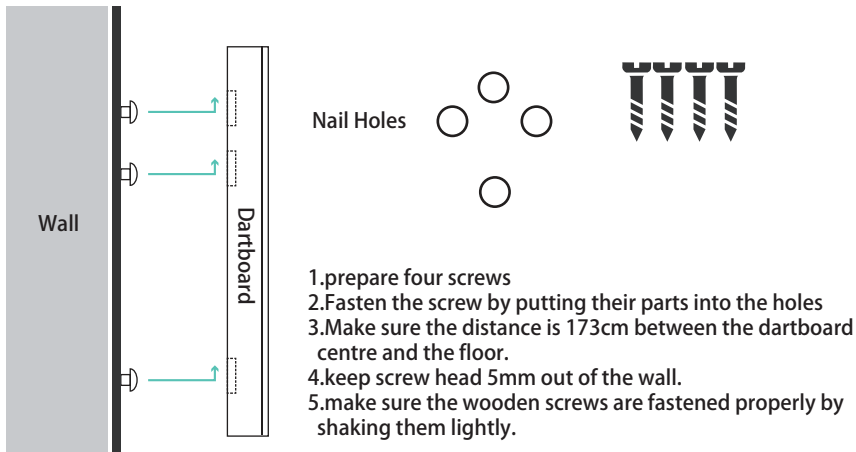 Wall
Dartboard
Nail Holes
1.prepare four screws
2.Fasten the screw by putting their parts into the holes
3.Make sure the distance is 173cm between the dartboard
centre and the floor.
4.keep screw head 5mm out of the wall.
5.make sure the wooden screws are fastened properly by
shaking them lightly.